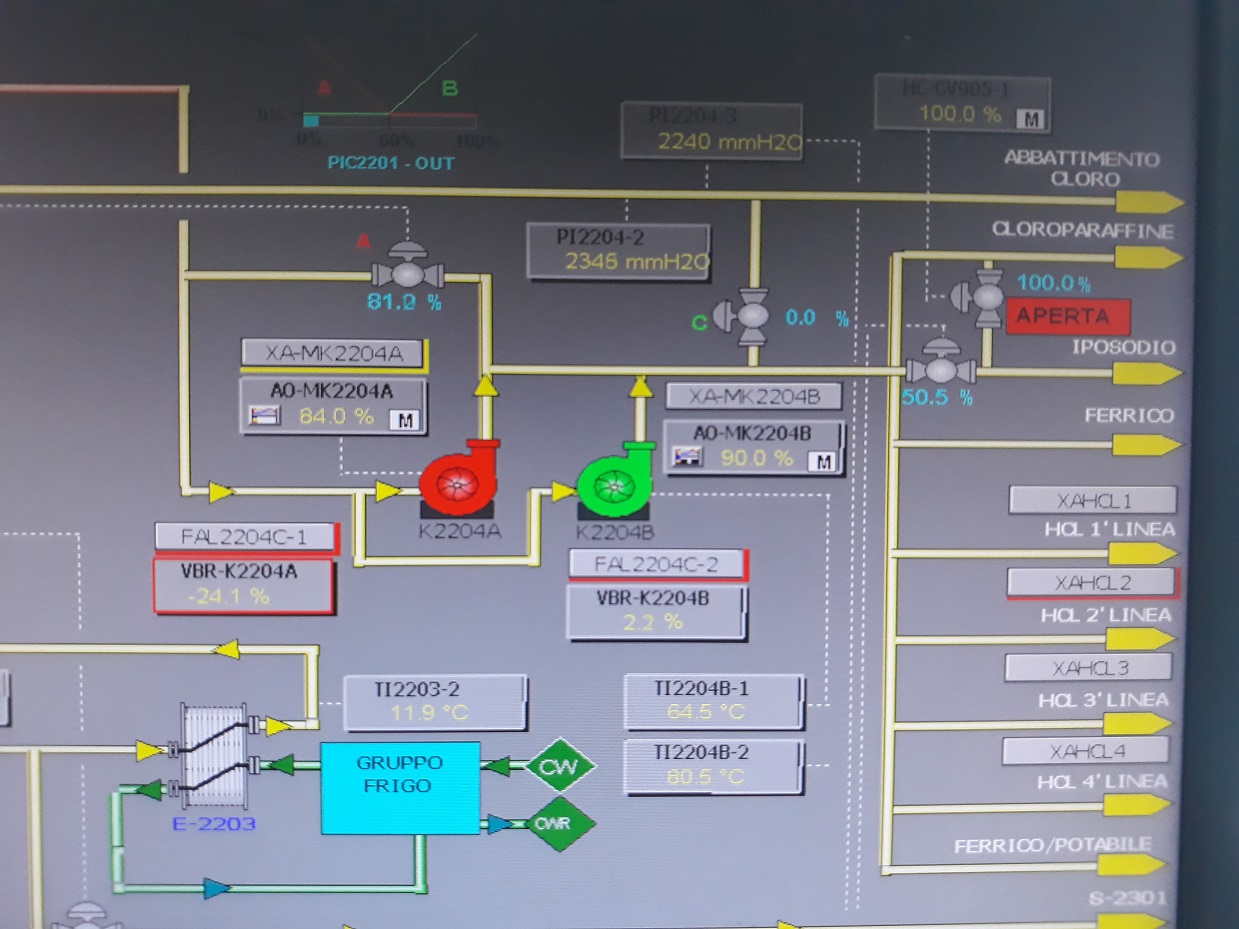 A
B
0%
0%
50%
100%
PIC2201 - OUT
PI2204-3
2240 mmH2O
HC-CV905-1
100.0 %
M
ABBATTIMENTO
CLORO
CLOROPARAFFINE
PI2204-2
2346 mmH2O
A
81.2 %
C
0.0 %
100.0%
APERTA
IPOSODIO
50.5 %
XA-MK2204A
AO-MK2204A
84.0 %
M
XA-MK2204B
AO-MK2204B
90.0 %
M
FERRICO
K2204A
K2204B
XAHCL1
HCL 1' LINEA
FAL2204C-1
VBR-K2204A
-24.1 %
FAL2204C-2
VBR-K2204B
2.2 %
XAHCL2
HCL 2' LINEA
XAHCL3
HCL 3' LINEA
TI2203-2
11.9 °C
TI2204B-1
64.5 °C
TI2204B-2
80.5 °C
XAHCL4
HCL 4' LINEA
GRUPPO
FRIGO
CW
CWR
E-2203
FERRICO/POTABILE
S-2301